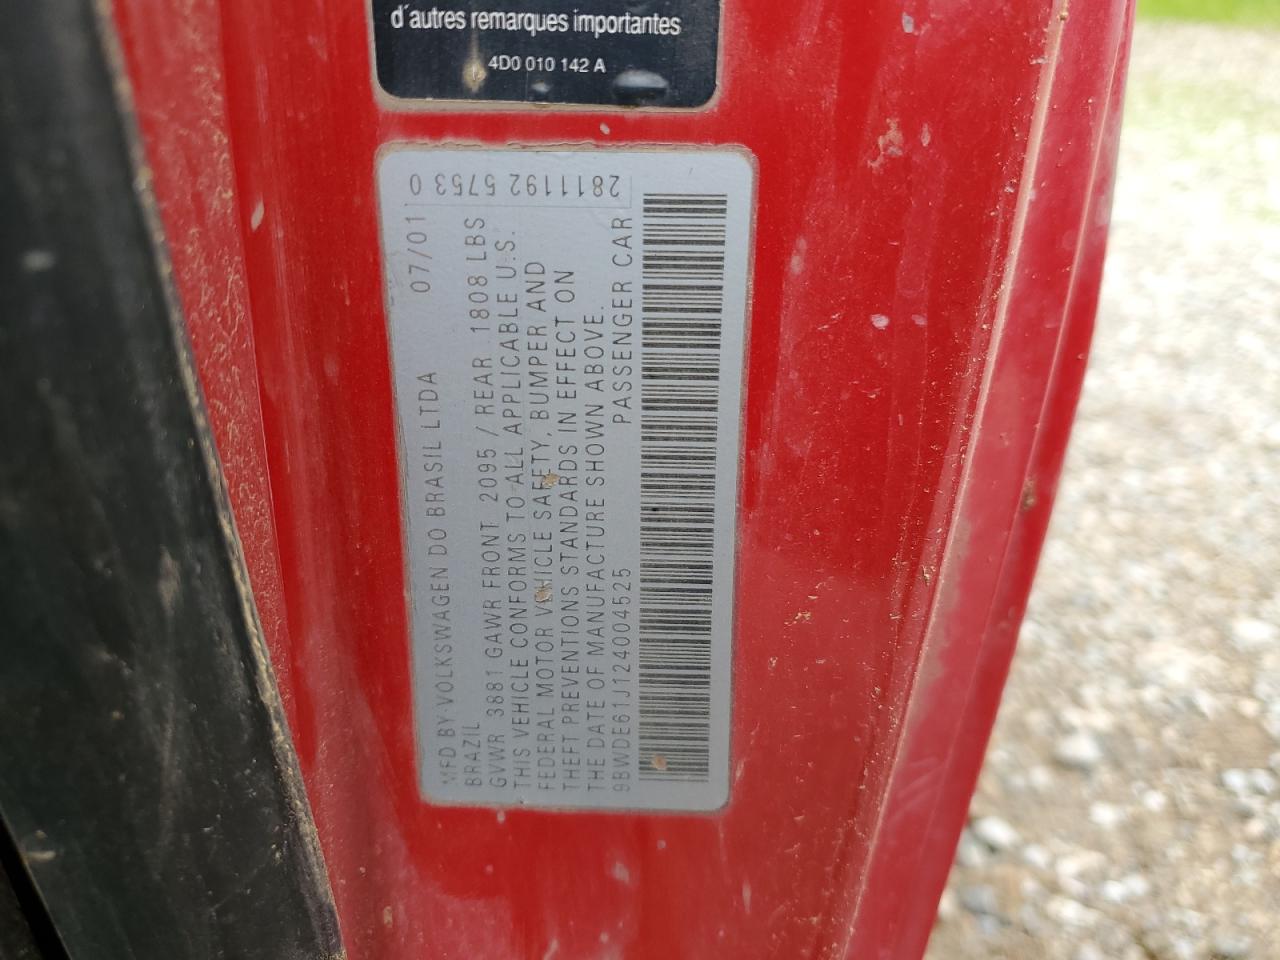 d'autres remarques importantes
4D0 010 142 A
MFD BY VOLKSWAGEN DO BRASIL LTDA 07/01
BRAZIL
GVWR 3881 GAWR FRONT 2095 / REAR 1808 LBS
THIS VEHICLE CONFORMS TO ALL APPLICABLE U.S.
FEDERAL MOTOR VEHICLE SAFETY, BUMPER AND
THEFT PREVENTIONS STANDARDS IN EFFECT ON
THE DATE OF MANUFACTURE SHOWN ABOVE.
9BWDE61J124004525 PASSENGER CAR
2811192 5753 0